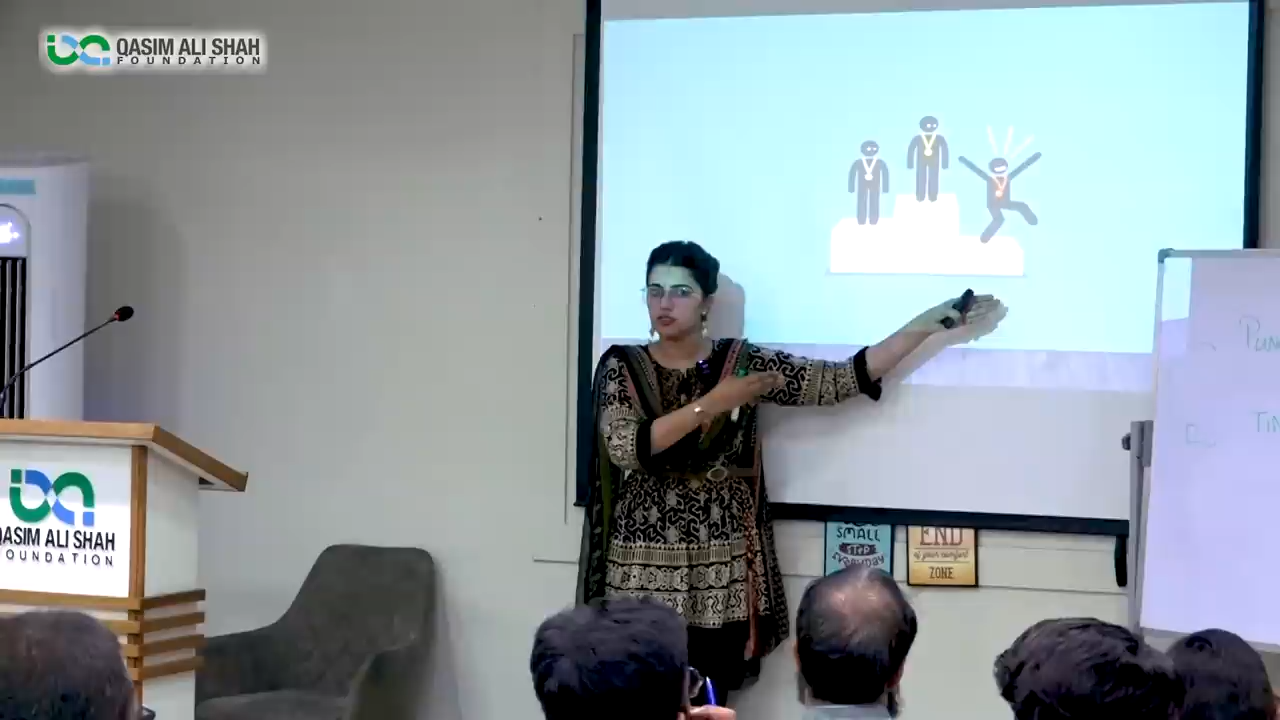 QASIM ALI SHAH
FOUNDATION
QASIM ALI SHAH
FOUNDATION
SMALL
STEP
EVERYDAY
END
of your comfort
ZONE